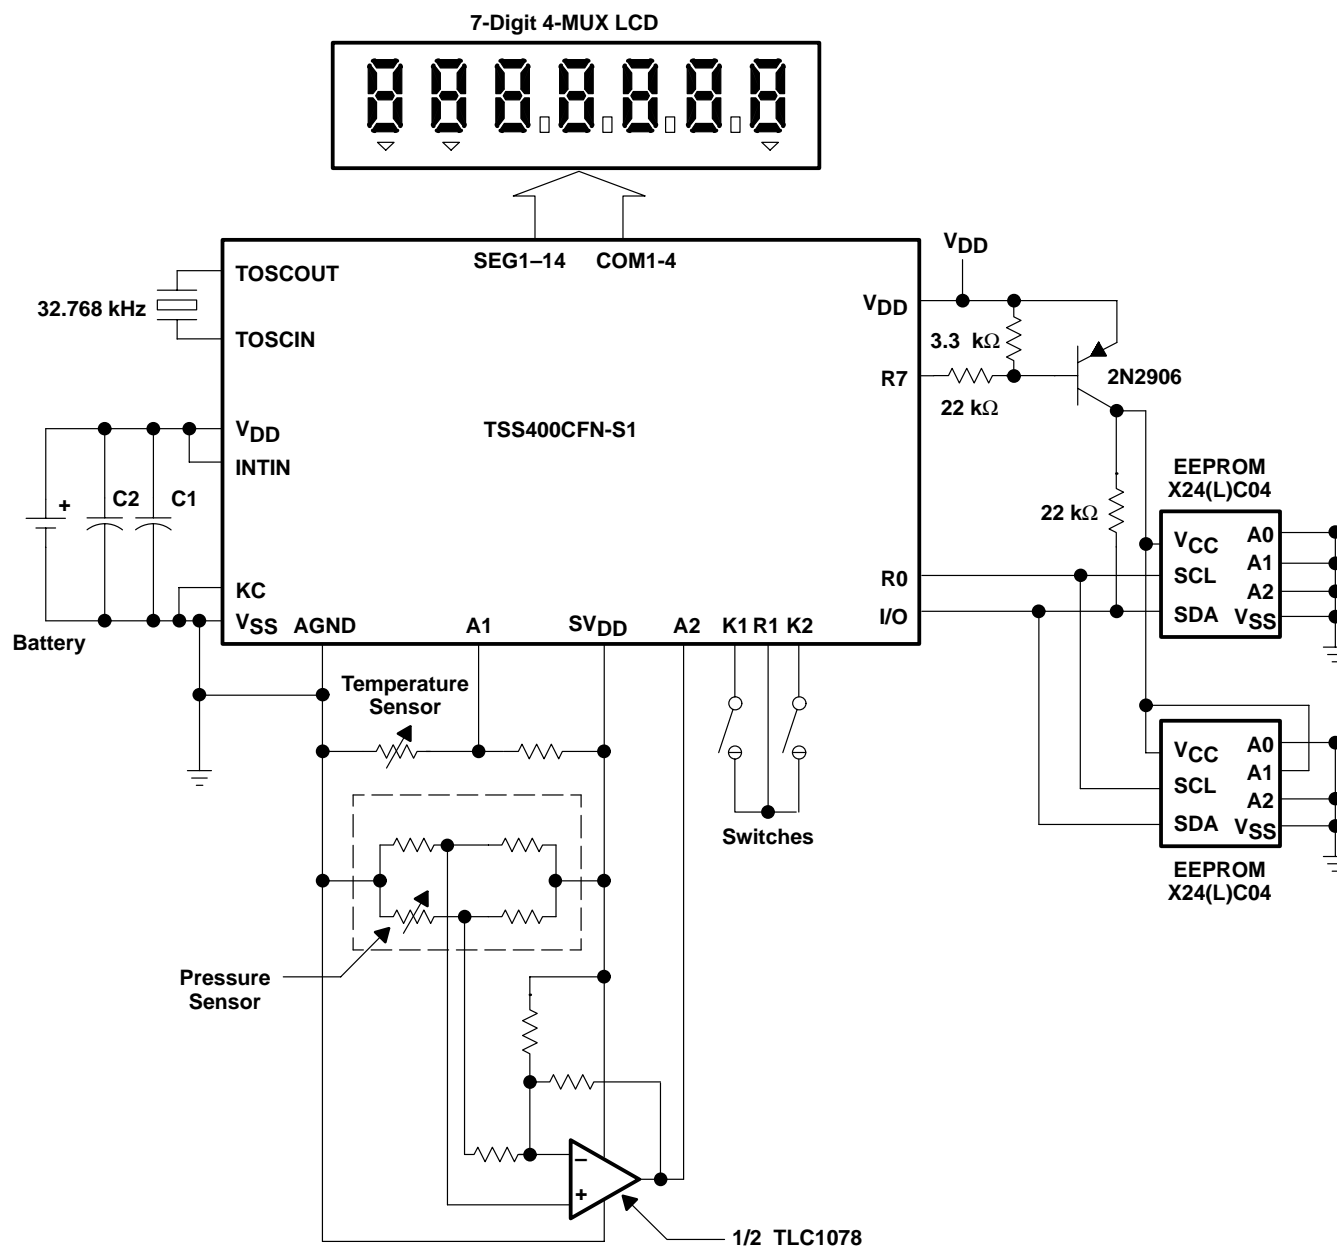 7-Digit 4-MUX LCD
SEG1–14 COM1-4
VDD
TOSCOUT
32.768 kHz
TOSCIN
VDD
3.3 kΩ
R7
22 kΩ
2N2906
VDD
INTIN
TSS400CFN-S1
C2 C1
+
EEPROM
X24(L)C04
22 kΩ
VCC A0
SCL A1
A2
SDA VSS
R0
I/O
KC
VSS
Battery
AGND A1 SVDD A2 K1 R1 K2
Temperature
Sensor
Switches
VCC A0
SCL A1
A2
SDA VSS
EEPROM
X24(L)C04
Pressure
Sensor
–
+
1/2 TLC1078